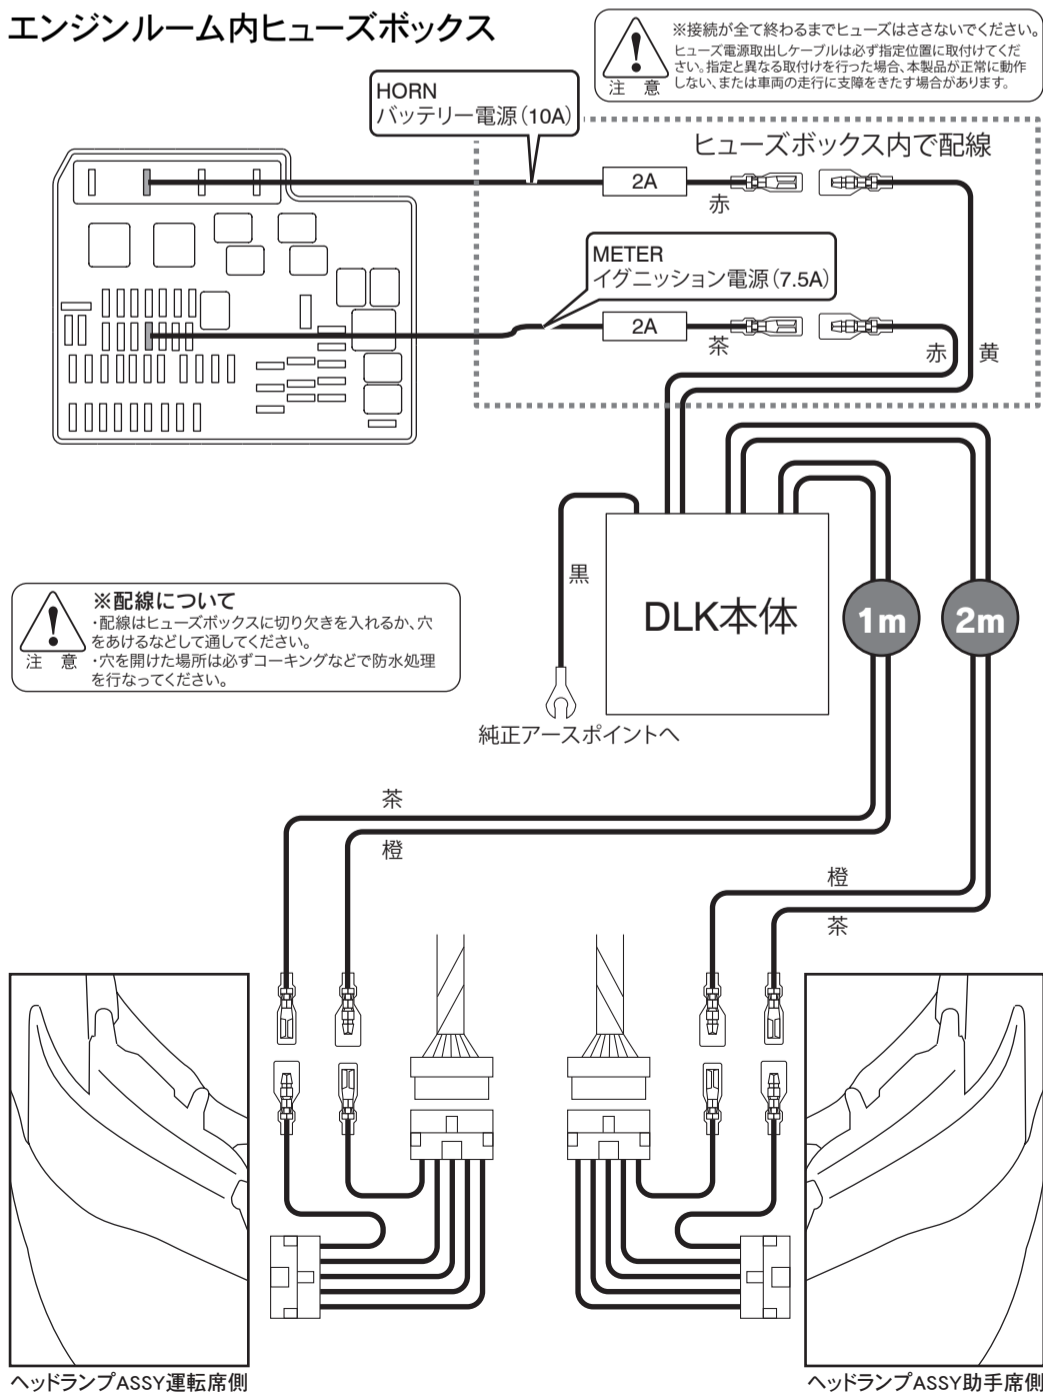 エンジンルーム内ヒューズボックス
※接続が全て終わるまでヒューズはささないでください。
ヒューズ電源取出しケーブルは必ず指定位置に取付けてくだ
さい。指定と異なる取付けを行った場合、本製品が正常に動作
しない、または車両の走行に支障をきたす場合があります。
注 意
HORN
バッテリー電源(10A)
ヒューズボックス内で配線
2A
赤
METER
イグニッション電源(7.5A)
2A
茶
赤
黄
黒
DLK本体
1m
2m
※配線について
・配線はヒューズボックスに切り欠きを入れるか、穴
をあけるなどして通してください。
・穴を開けた場所は必ずコーキングなどで防水処理
を行なってください。
注 意
純正アースポイントへ
茶
橙
橙
茶
ヘッドランプASSY運転席側
ヘッドランプASSY助手席側